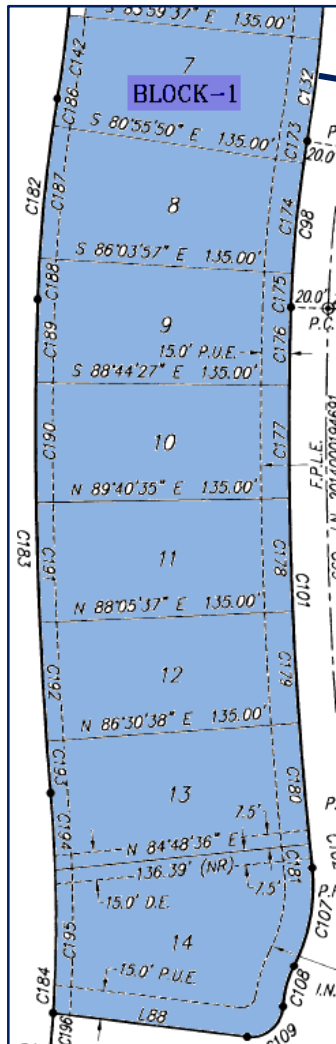 S 83°59'37" E 135.00'
C142
7
C132
BLOCK-1
C186
C173
S 80°55'50" E 135.00'
20.0
C182
C187
8
C174
C98
S 86°03'57" E 135.00'
C188
C175
20.0'
P.C.
9
C189
C176
15.0' P.U.E.
S 88°44'27" E 135.00'
C190
10
C177
F.P.L.E.
I.N. 20140000194691
N 89°40'35" E 135.00'
C183
C191
11
C178
C101
N 88°05'37" E 135.00'
C192
12
C179
N 86°30'38" E 135.00'
C193
13
C180
7.5'
C194
N 84°48'36" E
136.39' (NR)
C181
C102
7.5'
15.0' D.E.
C107
C195
14
15.0' P.U.E.
C184
C108
I.N.
C196
L88
C109